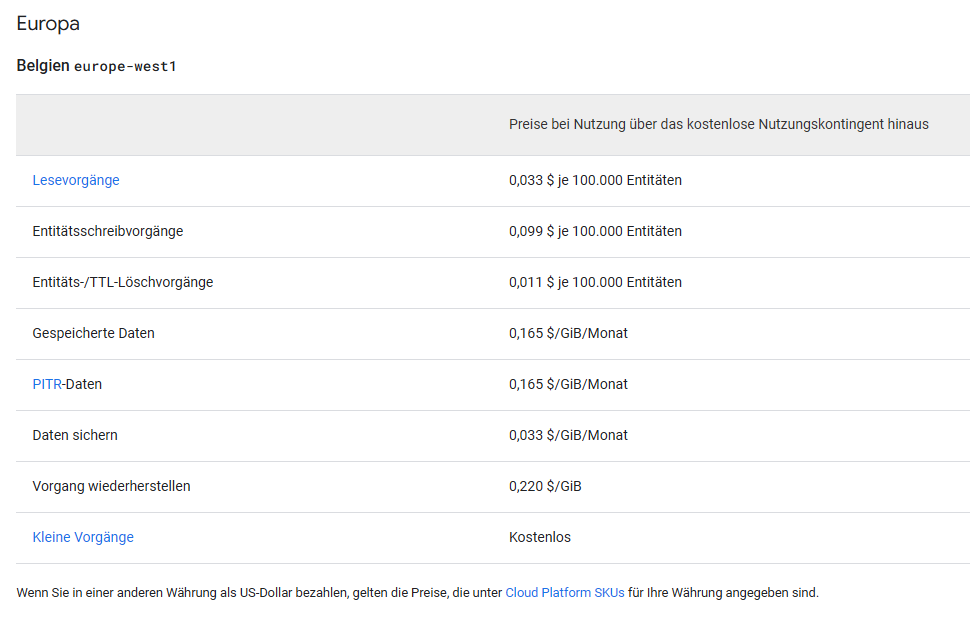 Europa
Belgien europe-west1
Preise bei Nutzung über das kostenlose Nutzungskontingent hinaus
Lesevorgänge 0,033 $ je 100.000 Entitäten
Entitätsschreibvorgänge 0,099 $ je 100.000 Entitäten
Entitäts-/TTL-Löschvorgänge 0,011 $ je 100.000 Entitäten
Gespeicherte Daten 0,165 $/GiB/Monat
PITR-Daten 0,165 $/GiB/Monat
Daten sichern 0,033 $/GiB/Monat
Vorgang wiederherstellen 0,220 $/GiB
Kleine Vorgänge Kostenlos
Wenn Sie in einer anderen Währung als US-Dollar bezahlen, gelten die Preise, die unter Cloud Platform SKUs für Ihre Währung angegeben sind.